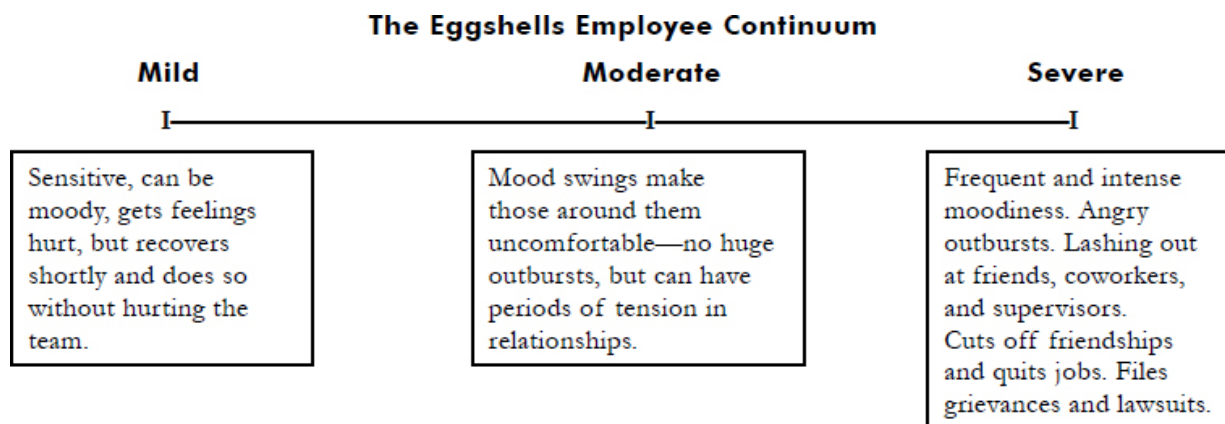 The Eggshells Employee Continuum
Mild Moderate Severe
I I I
Sensitive, can be
moody, gets feelings
hurt, but recovers
shortly and does so
without hurting the
team.
Mood swings make
those around them
uncomfortable—no huge
outbursts, but can have
periods of tension in
relationships.
Frequent and intense
moodiness. Angry
outbursts. Lashing out
at friends, coworkers,
and supervisors.
Cuts off friendships
and quits jobs. Files
grievances and lawsuits.